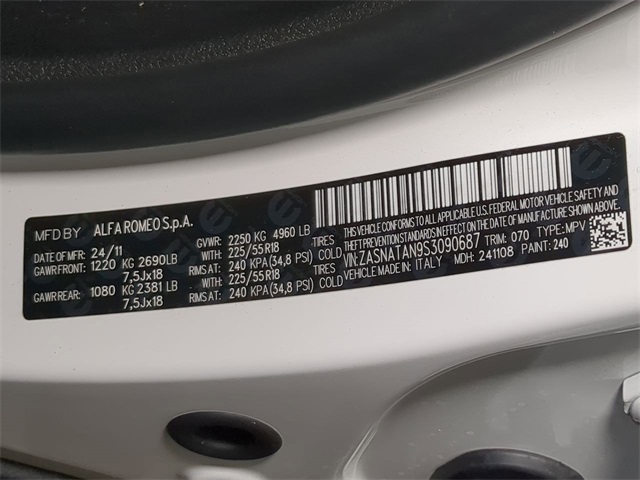 MFD BY ALFA ROMEO S.p.A.
DATE OF MFR: 24/11 GVWR: 2250 KG 4960 LB
GAWR FRONT: 1220 KG 2690LB WITH: 225/55 R18 TIRES
7,5Jx18 RIMS AT: 240 KPA (34,8 PSI) COLD
GAWR REAR: 1080 KG 2381 LB WITH: 225/55 R18 TIRES
7,5Jx18 RIMS AT: 240 KPA (34,8 PSI) COLD
THIS VEHICLE CONFORMS TO ALL APPLICABLE U.S. FEDERAL MOTOR VEHICLE SAFETY AND
THEFT PREVENTION STANDARDS IN EFFECT ON THE DATE OF MANUFACTURE SHOWN ABOVE.
VIN: ZASNATAN9S3090687 TRIM: 070 TYPE: MPV
MADE IN: ITALY MDH: 241108 PAINT: 240